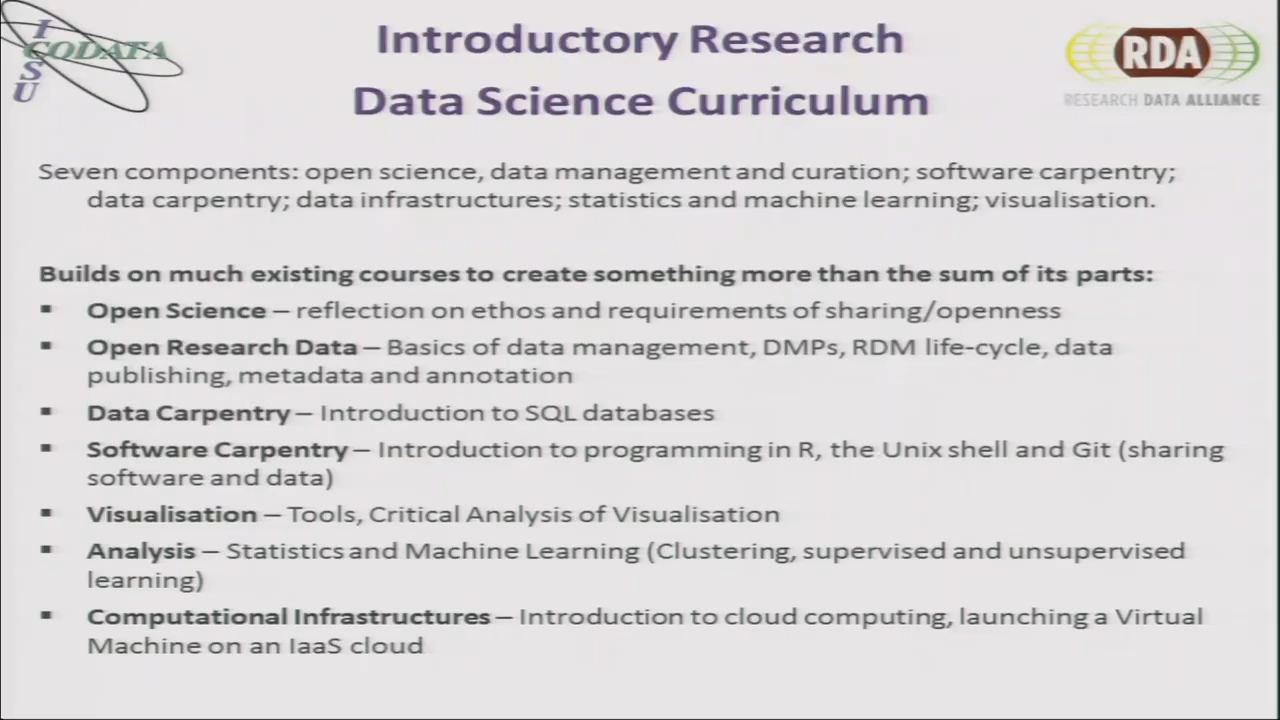 ICSU
CODATA
Introductory Research
Data Science Curriculum
RDA
RESEARCH DATA ALLIANCE
Seven components: open science, data management and curation; software carpentry;
data carpentry; data infrastructures; statistics and machine learning; visualisation.
Builds on much existing courses to create something more than the sum of its parts:
▪ Open Science – reflection on ethos and requirements of sharing/openness
▪ Open Research Data – Basics of data management, DMPs, RDM life-cycle, data
publishing, metadata and annotation
▪ Data Carpentry – Introduction to SQL databases
▪ Software Carpentry – Introduction to programming in R, the Unix shell and Git (sharing
software and data)
▪ Visualisation – Tools, Critical Analysis of Visualisation
▪ Analysis – Statistics and Machine Learning (Clustering, supervised and unsupervised
learning)
▪ Computational Infrastructures – Introduction to cloud computing, launching a Virtual
Machine on an IaaS cloud